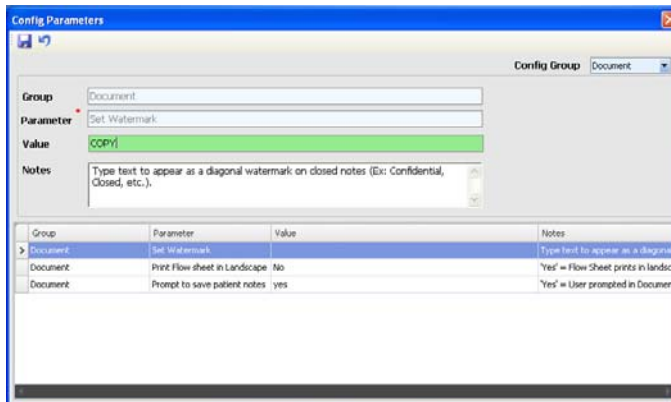 Config Parameters
Config Group Document
Group Document
Parameter * Set Watermark
Value COPY
Notes Type text to appear as a diagonal watermark on closed notes (Ex: Confidential,
Closed, etc.).
Group Parameter Value Notes
Document Set Watermark Type text to appear as a diagona
Document Print Flow sheet in Landscape No 'Yes' = Flow Sheet prints in landsc
Document Prompt to save patient notes yes 'Yes' = User prompted in Documen